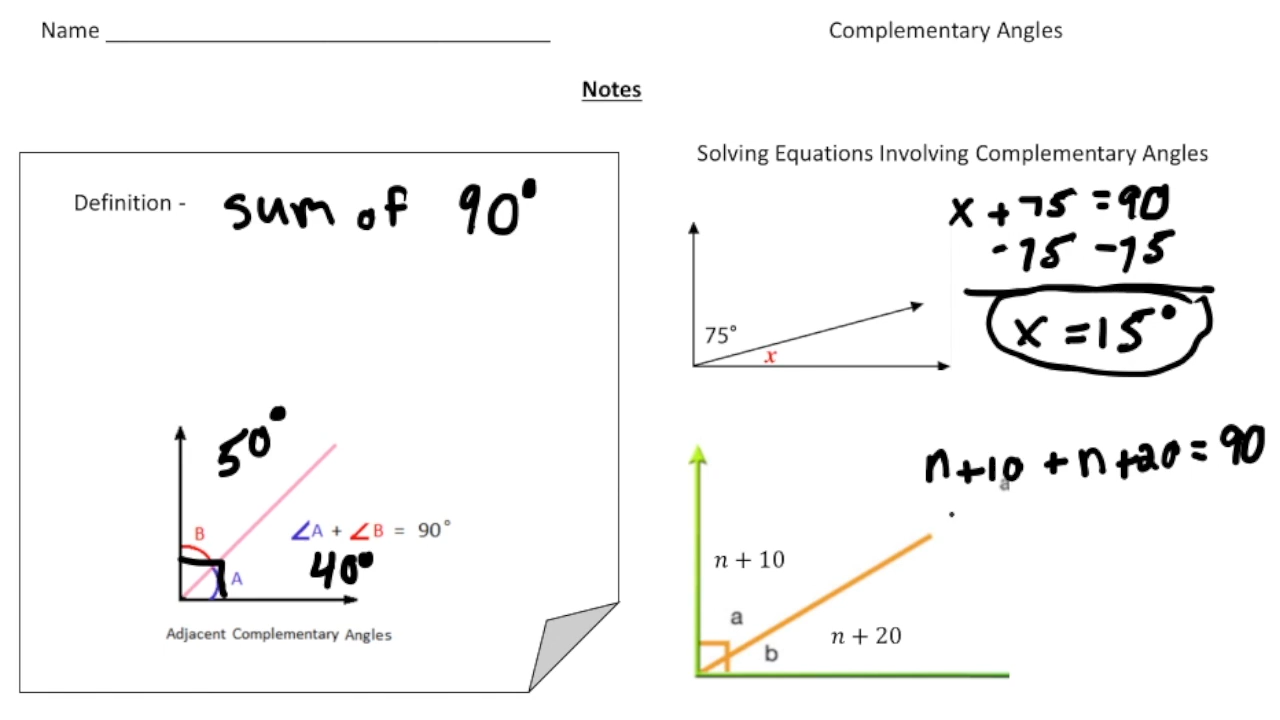 Name ____________________ Complementary Angles
Notes
Definition - sum of 90°
50°
B
∠A + ∠B = 90°
40°
A
Adjacent Complementary Angles
Solving Equations Involving Complementary Angles
x + 75 = 90
-75 -75
x = 15°
75°
x
n+10 + n+20 = 90
a
n + 10
a
n + 20
b